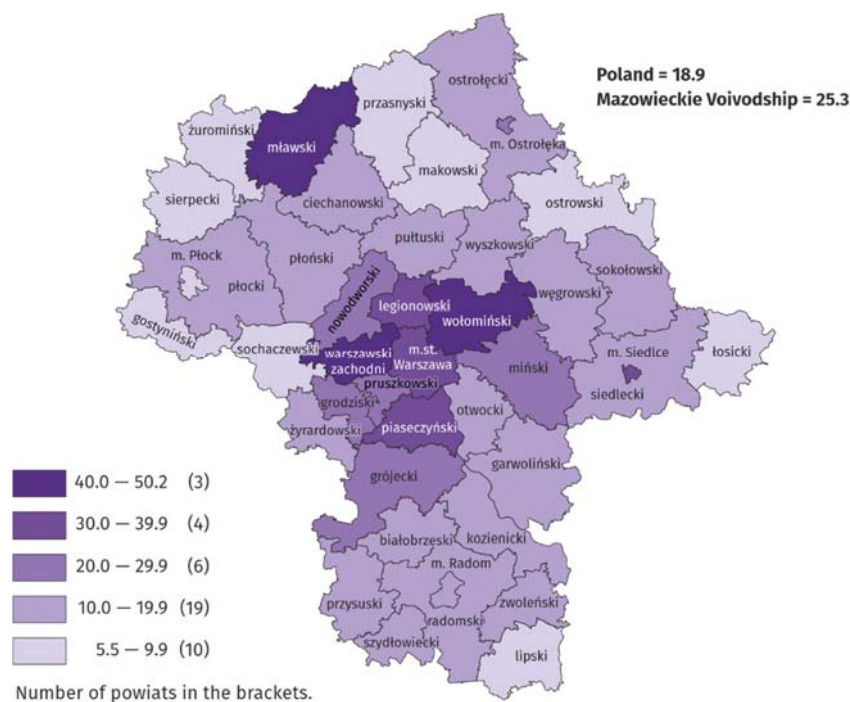 Poland = 18.9
Mazowieckie Voivodship = 25.3
ostrołęcki
przasnyski
żuromiński
mławski
m. Ostrołęka
makowski
sierpecki
ciechanowski
ostrowski
pułtuski
wyszkowski
m. Płock
płoński
sokołowski
płocki
nowodworski
węgrowski
legionowski
gostyniński
wołomiński
sochaczewski
warszawski
zachodni
m.st.
Warszawa
m. Siedlce
łosicki
miński
pruszkowski
siedlecki
grodziski
otwocki
piaseczyński
żyrardowski
garwoliński
grójecki
białobrzeski
kozienicki
m. Radom
przysuski
zwoleński
radomski
szydłowiecki
lipski
40.0 — 50.2 (3)
30.0 — 39.9 (4)
20.0 — 29.9 (6)
10.0 — 19.9 (19)
5.5 — 9.9 (10)
Number of powiats in the brackets.